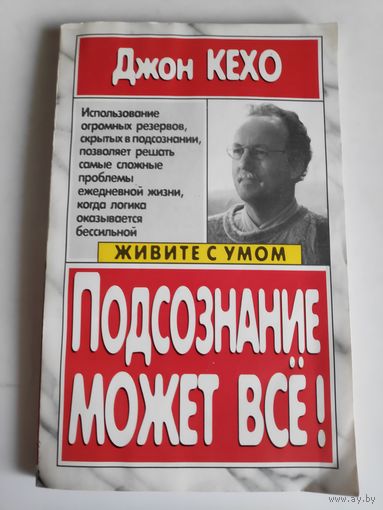 Джон КЕХО
Использование
огромных резервов,
скрытых в подсознании,
позволяет решать
самые сложные
проблемы
ежедневной жизни,
когда логика
оказывается
бессильной
ЖИВИТЕ С УМОМ
ПОДСОЗНАНИЕ
МОЖЕТ ВСЁ!
www.ay.by